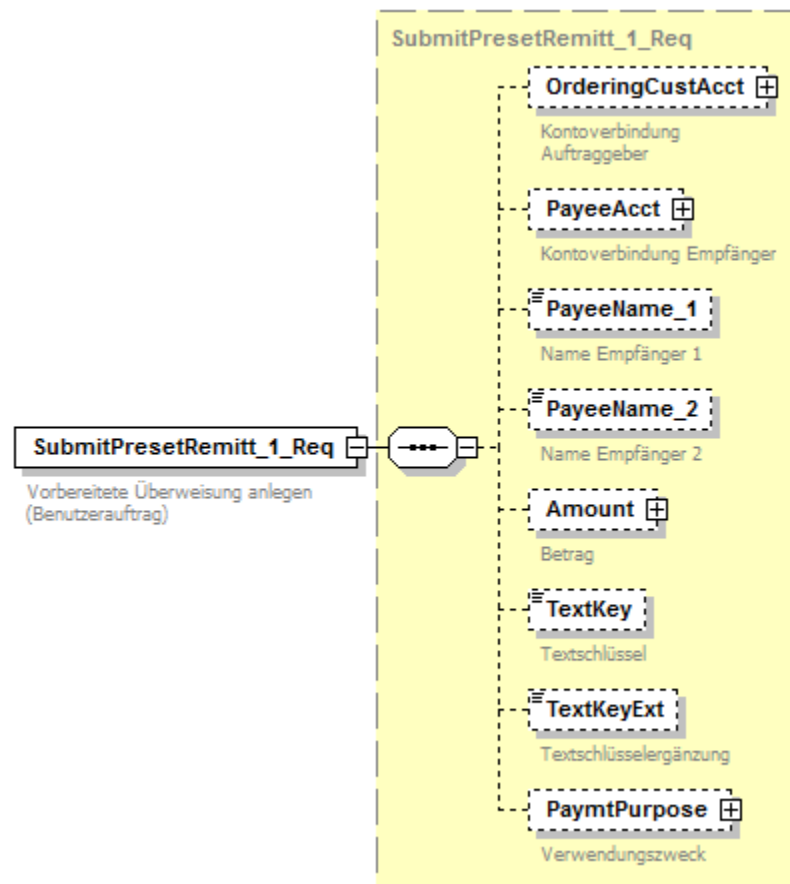 SubmitPresetRemitt_1_Req
OrderingCustAcct
Kontoverbindung
Auftraggeber
PayeeAcct
Kontoverbindung Empfänger
PayeeName_1
Name Empfänger 1
PayeeName_2
Name Empfänger 2
SubmitPresetRemitt_1_Req
Vorbereitete Überweisung anlegen
(Benutzerauftrag)
Amount
Betrag
TextKey
Textschlüssel
TextKeyExt
Textschlüsselergänzung
PaymtPurpose
Verwendungszweck